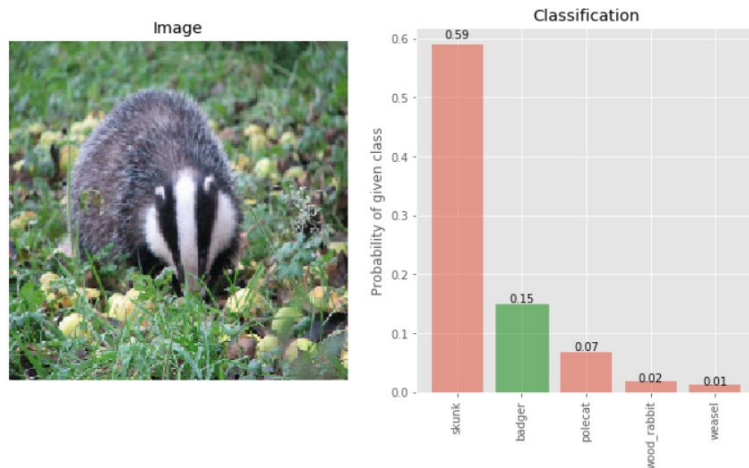 Image
Classification
Probability of given class
0.6
0.5
0.4
0.3
0.2
0.1
0.0
0.59
0.15
0.07
0.02
0.01
skunk
badger
polecat
wood_rabbit
weasel